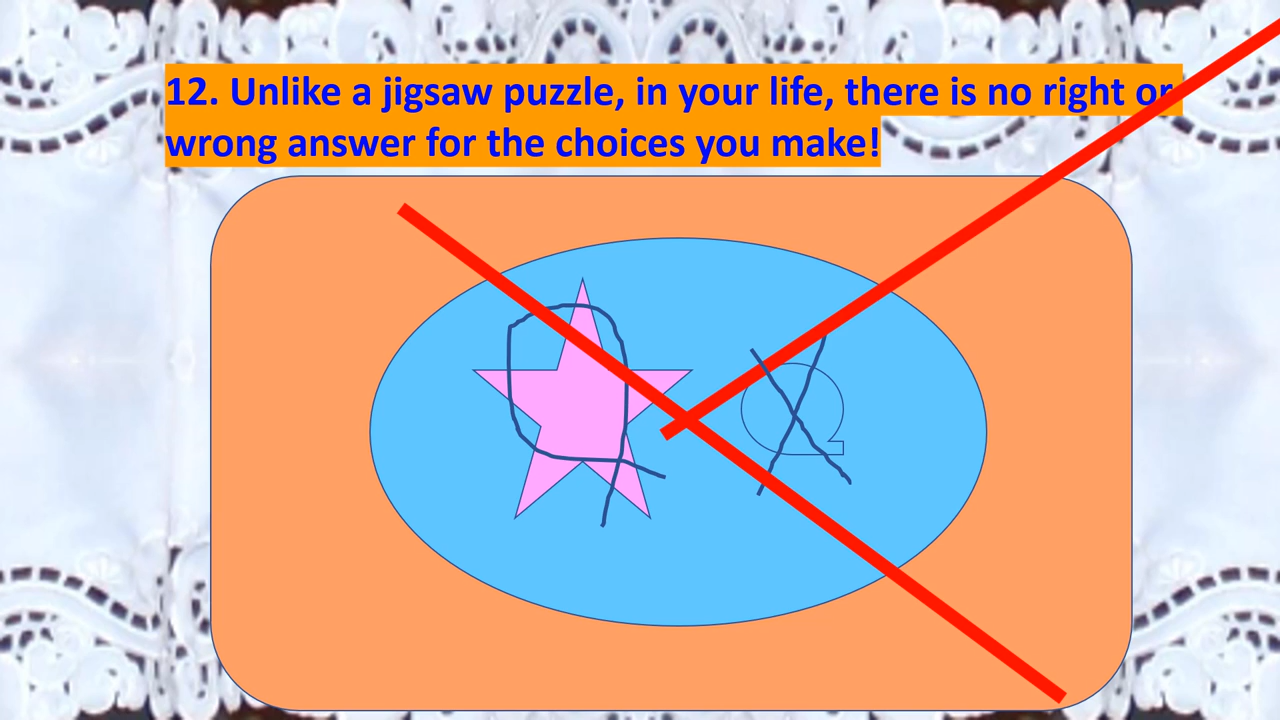 12. Unlike a jigsaw puzzle, in your life, there is no right or
wrong answer for the choices you make!